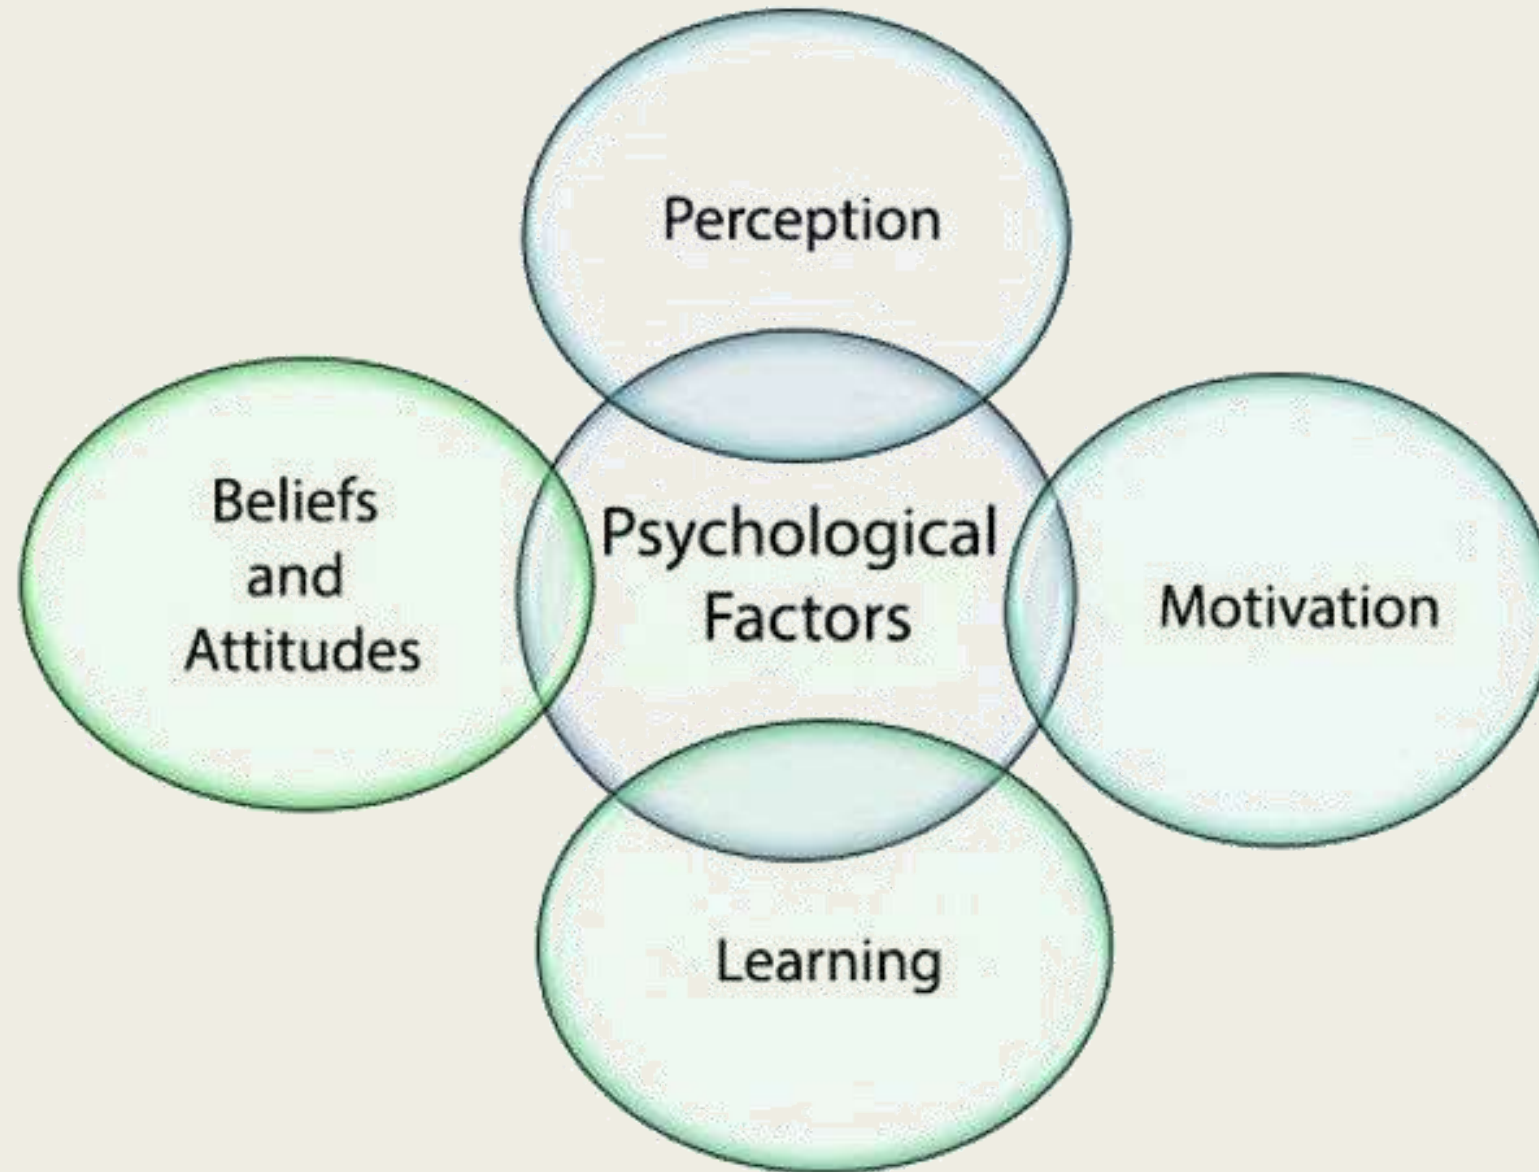 Perception
Beliefs
and
Attitudes
Psychological
Factors
Motivation
Learning